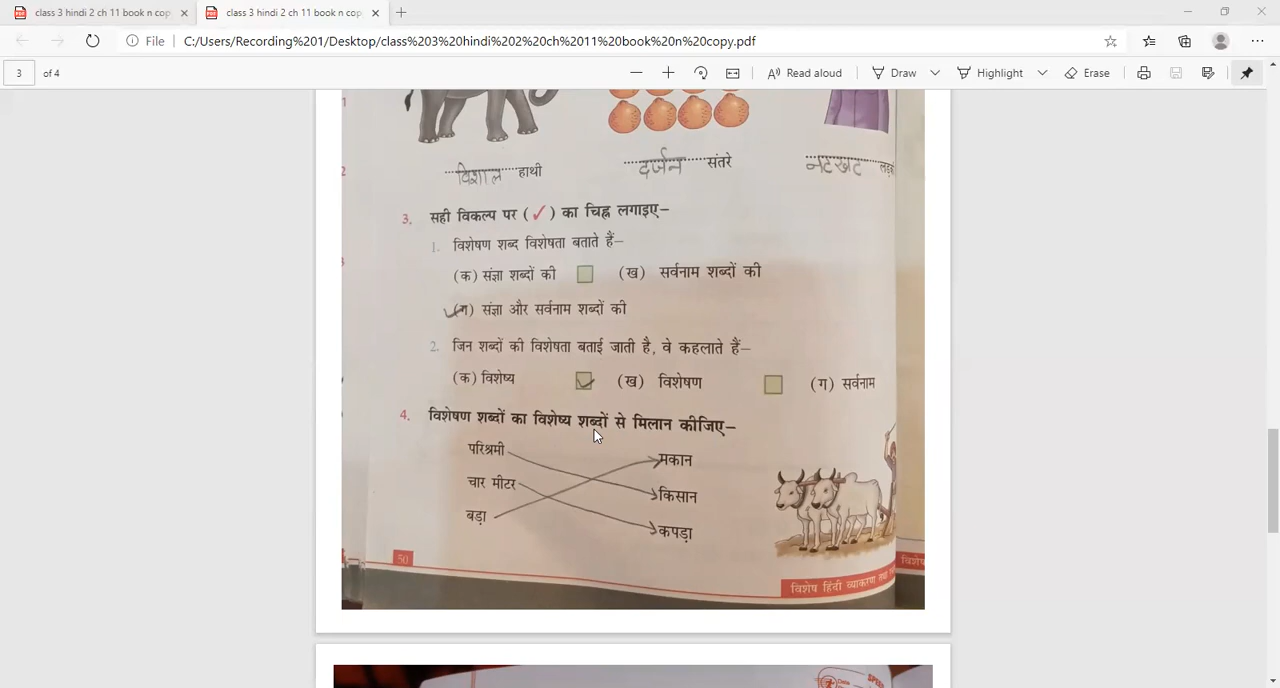 class 3 hindi 2 ch 11 book n cop
class 3 hindi 2 ch 11 book n cop
File
C:/Users/Recording%201/Desktop/class%203%20hindi%202%20ch%2011%20book%20n%20copy.pdf
3 of 4
Read aloud
Draw
Highlight
Erase
विशाल हाथी
दर्जन संतरे
नटखट
3. सही विकल्प पर (✓) का चिह्न लगाइए–
1. विशेषण शब्द विशेषता बताते हैं–
(क) संज्ञा शब्दों की (ख) सर्वनाम शब्दों की
(ग) संज्ञा और सर्वनाम शब्दों की
2. जिन शब्दों की विशेषता बताई जाती है, वे कहलाते हैं–
(क) विशेष्य (ख) विशेषण (ग) सर्वनाम
4. विशेषण शब्दों का विशेष्य शब्दों से मिलान कीजिए–
परिश्रमी मकान
चार मीटर किसान
बड़ा कपड़ा
50
विशेष हिंदी व्याकरण
विशेष
Date